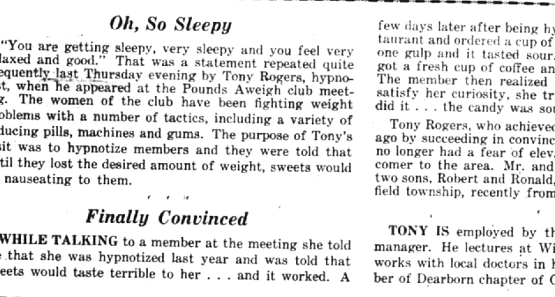 Oh, So Sleepy
"You are getting sleepy, very sleepy and you feel very
laxed and good." That was a statement repeated quite
equently last Thursday evening by Tony Rogers, hypno-
st, when he appeared at the Pounds Aweigh club meet-
g. The women of the club have been fighting weight
oblems with a number of tactics, including a variety of
ducing pills, machines and gums. The purpose of Tony's
sit was to hypnotize members and they were told that
til they lost the desired amount of weight, sweets would
nauseating to them.
Finally Convinced
WHILE TALKING to a member at the meeting she told
that she was hypnotized last year and was told that
eets would taste terrible to her . . . and it worked. A
few days later after being hy
taurant and ordered a cup of
one gulp and it tasted sour.
got a fresh cup of coffee an
The member then realized
satisfy her curiosity, she tr
did it . . . the candy was sou
Tony Rogers, who achieve
ago by succeeding in convinc
no longer had a fear of elev
comer to the area. Mr. and
two sons, Robert and Ronald,
field township, recently from
TONY IS employed by th
manager. He lectures at Wi
works with local doctors in h
ber of Dearborn chapter of